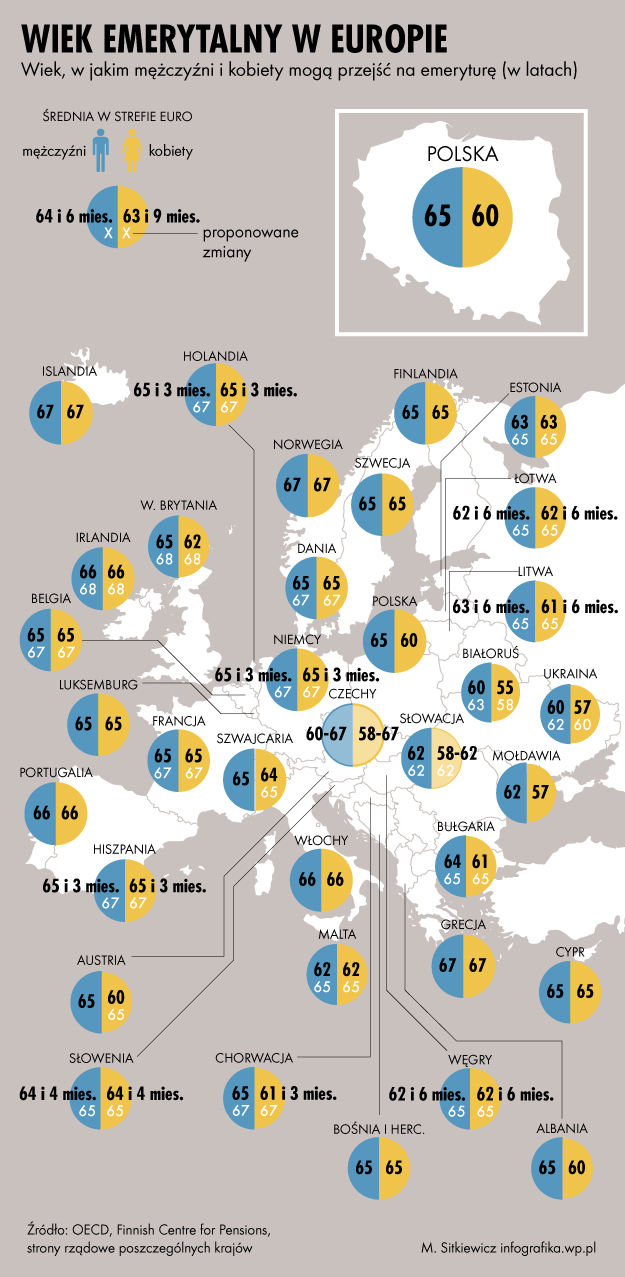 WIEK EMERYTALNY W EUROPIE
Wiek, w jakim mężczyźni i kobiety mogą przejść na emeryturę (w latach)
ŚREDNIA W STREFIE EURO
mężczyźni
kobiety
64 i 6 mies. 63 i 9 mies.
X X
proponowane
zmiany
POLSKA
65 60
ISLANDIA
67 67
HOLANDIA
65 i 3 mies. 65 i 3 mies.
67 67
FINLANDIA
65 65
ESTONIA
63 63
65 65
NORWEGIA
67 67
SZWECJA
65 65
ŁOTWA
62 i 6 mies. 62 i 6 mies.
65 65
W. BRYTANIA
65 62
68 68
IRLANDIA
66 66
68 68
DANIA
65 65
67 67
LITWA
63 i 6 mies. 61 i 6 mies.
65 65
BELGIA
65 65
67 67
POLSKA
65 60
NIEMCY
65 i 3 mies. 65 i 3 mies.
67 67
BIAŁORUŚ
60 55
63 58
UKRAINA
60 57
62 60
LUKSEMBURG
65 65
CZECHY
60-67 58-67
FRANCJA
65 65
67 67
SZWAJCARIA
65 64
65
SŁOWACJA
62 58-62
62 62
MOŁDAWIA
62 57
PORTUGALIA
66 66
HISZPANIA
65 i 3 mies. 65 i 3 mies.
67 67
WŁOCHY
66 66
BUŁGARIA
64 61
65 65
MALTA
62 62
65 65
GRECJA
67 67
CYPR
65 65
AUSTRIA
65 60
65
SŁOWENIA
64 i 4 mies. 64 i 4 mies.
65 65
CHORWACJA
65 61 i 3 mies.
67 67
WĘGRY
62 i 6 mies. 62 i 6 mies.
65 65
BOŚNIA I HERC.
65 65
ALBANIA
65 60
Źródło: OECD, Finnish Centre for Pensions,
strony rządowe poszczególnych krajów
M. Sitkiewicz infografika.wp.pl